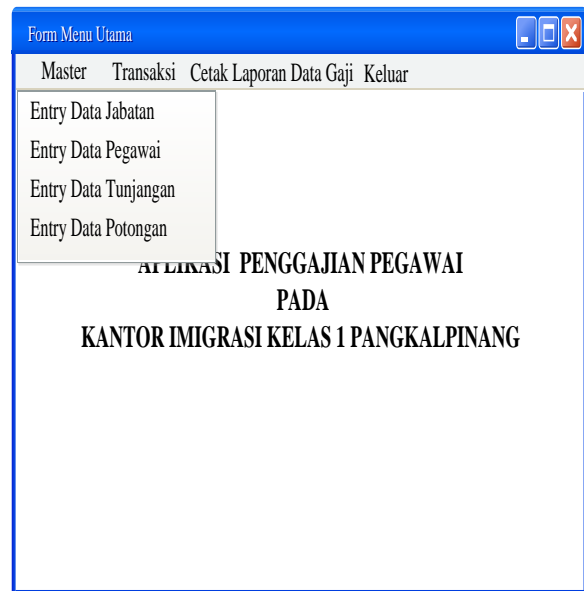 Form Menu Utama
Master Transaksi Cetak Laporan Data Gaji Keluar
Entry Data Jabatan
Entry Data Pegawai
Entry Data Tunjangan
Entry Data Potongan
APLIKASI PENGGAJIAN PEGAWAI
PADA
KANTOR IMIGRASI KELAS 1 PANGKALPINANG